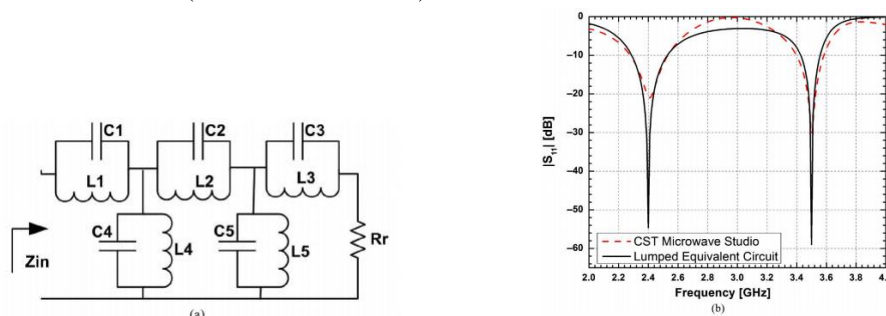 C1
C2
C3
L1
L2
L3
C4
L4
C5
L5
Rr
Zin
(a)
|S11| [dB]
0
−10
−20
−30
−40
−50
−60
CST Microwave Studio
Lumped Equivalent Circuit
2.0 2.2 2.4 2.6 2.8 3.0 3.2 3.4 3.6 3.8 4.
Frequency [GHz]
(b)